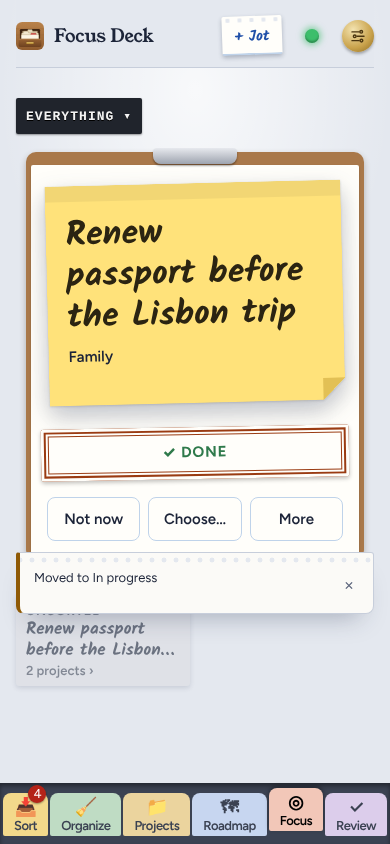 Focus Deck
+ Jot
EVERYTHING ▾
Renew
passport before
the Lisbon trip
Family
✓ DONE
Not now
Choose...
More
Moved to In progress
×
Renew passport
before the Lisbon...
2 projects ›
4
Sort
Organize
Projects
Roadmap
Focus
Review